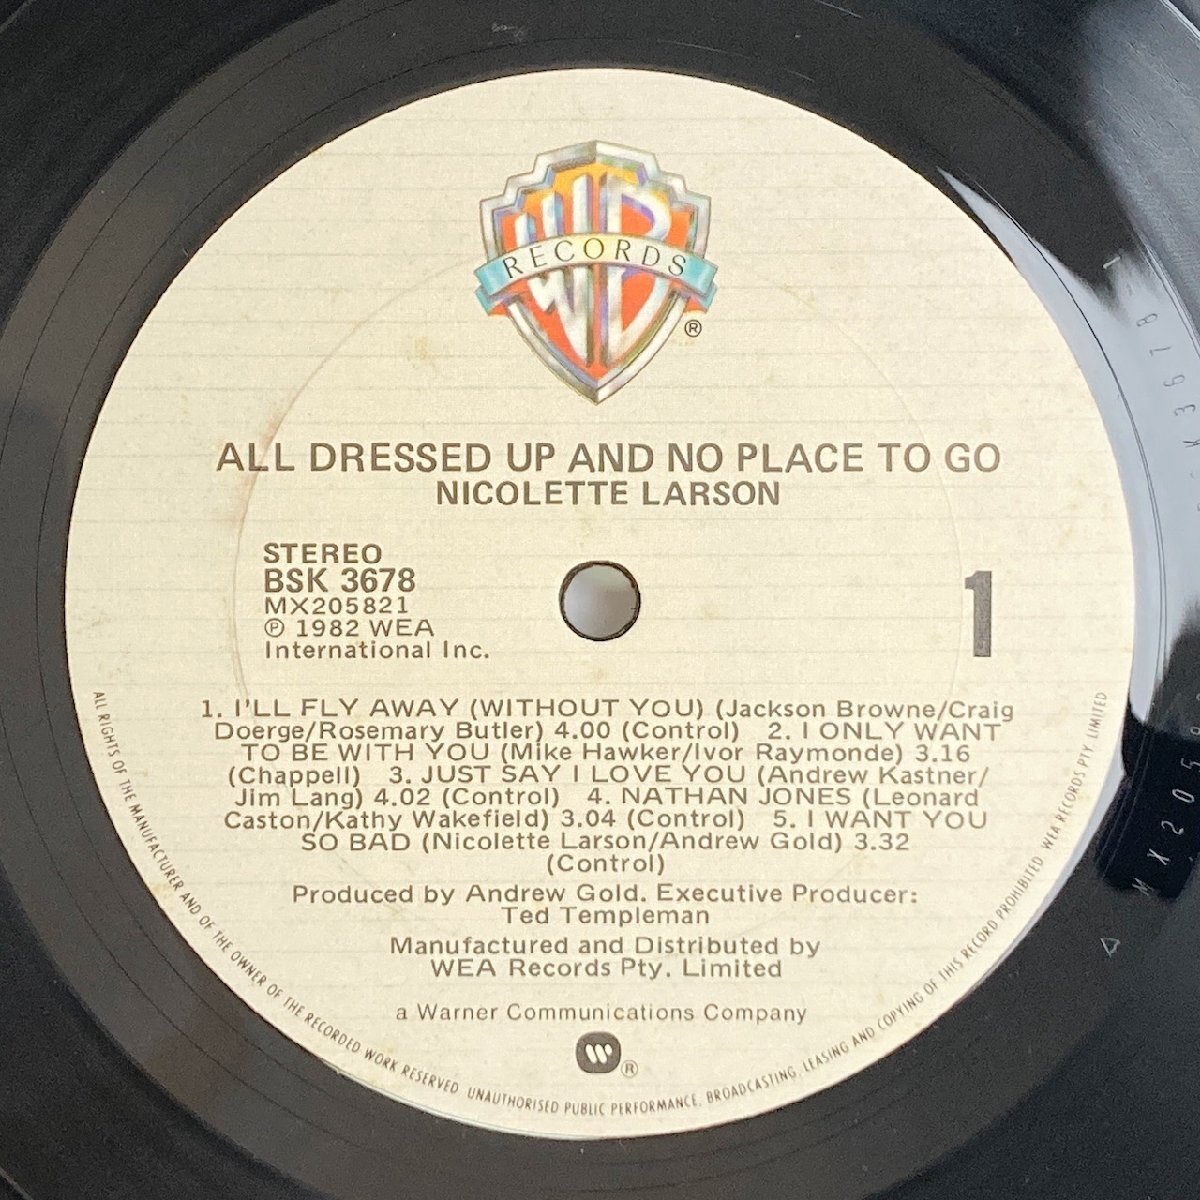 WB
RECORDS
®
ALL DRESSED UP AND NO PLACE TO GO
NICOLETTE LARSON
STEREO
BSK 3678
MX205821
℗ 1982 WEA
International Inc.
1
1. I'LL FLY AWAY (WITHOUT YOU) (Jackson Browne/Craig
Doerge/Rosemary Butler) 4.00 (Control) 2. I ONLY WANT
TO BE WITH YOU (Mike Hawker/Ivor Raymonde) 3.16
(Chappell) 3. JUST SAY I LOVE YOU (Andrew Kastner/
Jim Lang) 4.02 (Control) 4. NATHAN JONES (Leonard
Caston/Kathy Wakefield) 3.04 (Control) 5. I WANT YOU
SO BAD (Nicolette Larson/Andrew Gold) 3.32
(Control)
Produced by Andrew Gold. Executive Producer:
Ted Templeman
Manufactured and Distributed by
WEA Records Pty. Limited
a Warner Communications Company
®
ALL RIGHTS OF THE MANUFACTURER AND OF THE OWNER OF THE RECORDED WORK RESERVED UNAUTHORISED PUBLIC PERFORMANCE, BROADCASTING, LEASING AND COPYING OF THIS RECORD PROHIBITED WEA RECORDS PTY LIMITED